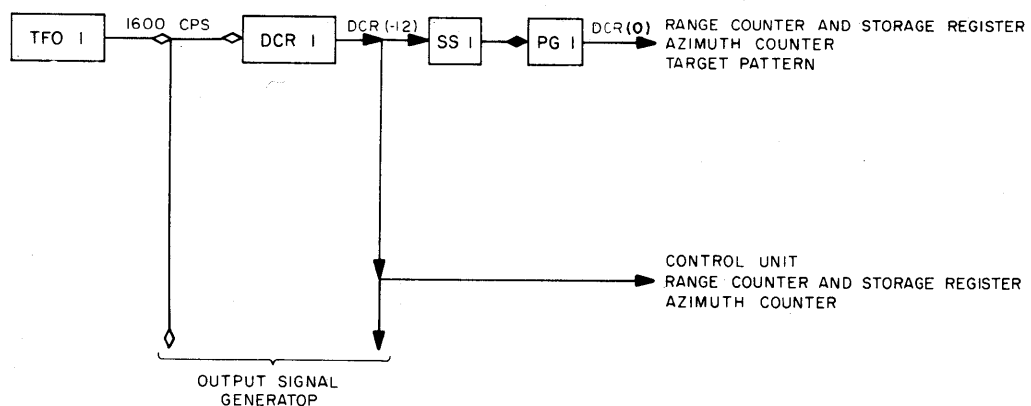 TFO 1
1600 CPS
DCR 1
DCR (-12)
SS 1
PG 1
DCR(0)
RANGE COUNTER AND STORAGE REGISTER
AZIMUTH COUNTER
TARGET PATTERN
CONTROL UNIT
RANGE COUNTER AND STORAGE REGISTER
AZIMUTH COUNTER
OUTPUT SIGNAL
GENERATOP